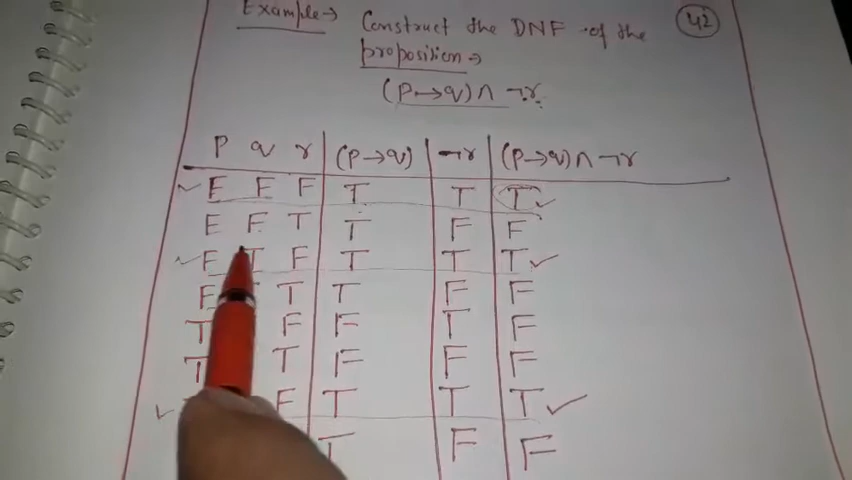 Example→ Construct the DNF of the
42
proposition→
(P→q)∧ ¬r
P q r (P→q) ¬r (P→q)∧¬r
F F F T T T
F F T T F F
F T F T T T
F T T F F
T F F T F
T T F F F
F T T T
T F F